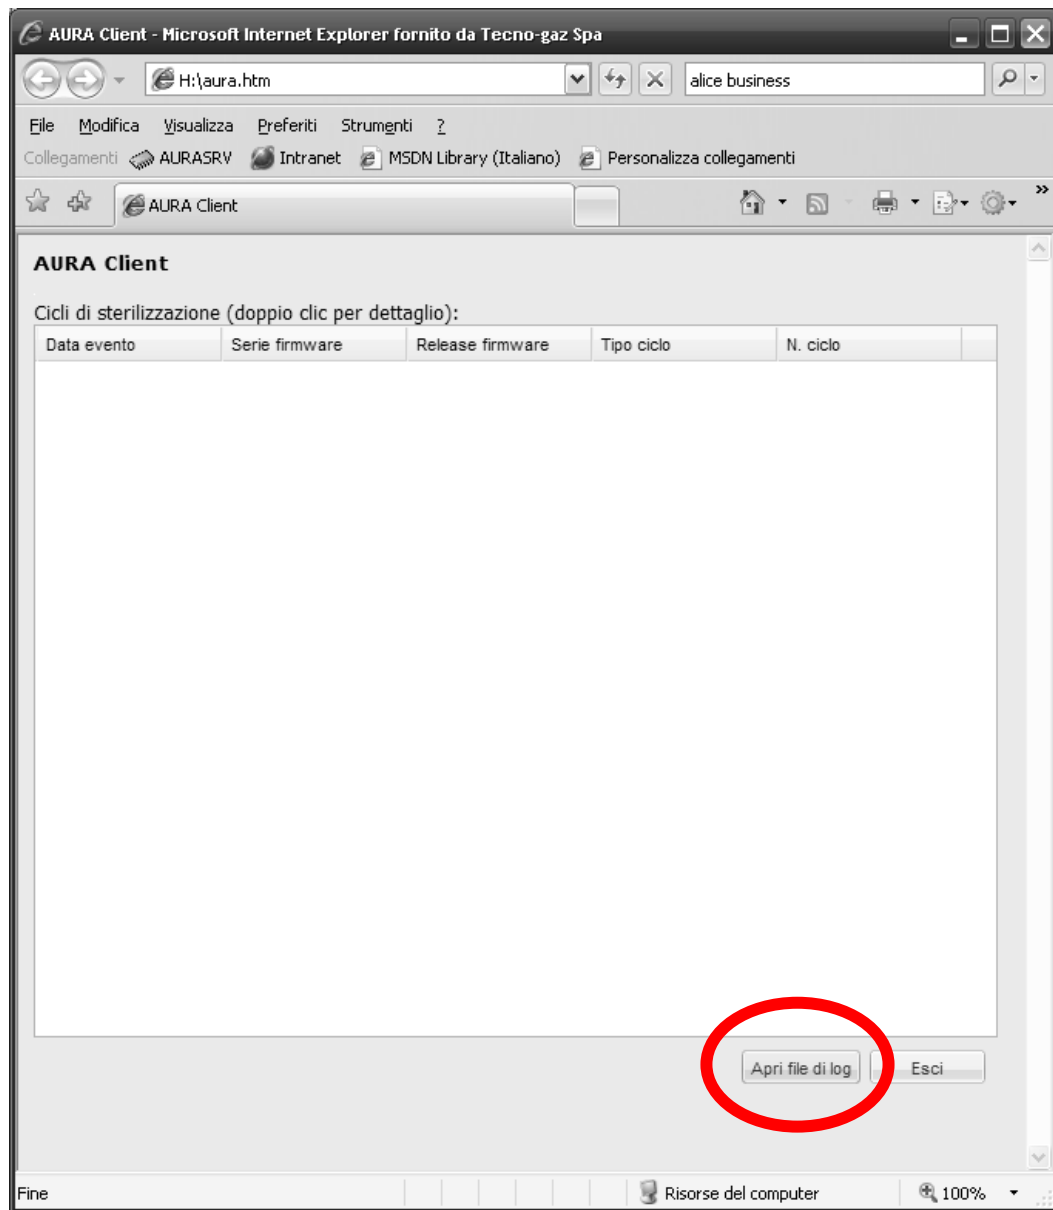 AURA Client - Microsoft Internet Explorer fornito da Tecno-gaz Spa
H:\aura.htm
alice business
File Modifica Visualizza Preferiti Strumenti ?
Collegamenti AURASRV Intranet MSDN Library (Italiano) Personalizza collegamenti
AURA Client
AURA Client
Cicli di sterilizzazione (doppio clic per dettaglio):
Data evento Serie firmware Release firmware Tipo ciclo N. ciclo
Apri file di log Esci
Fine Risorse del computer 100%